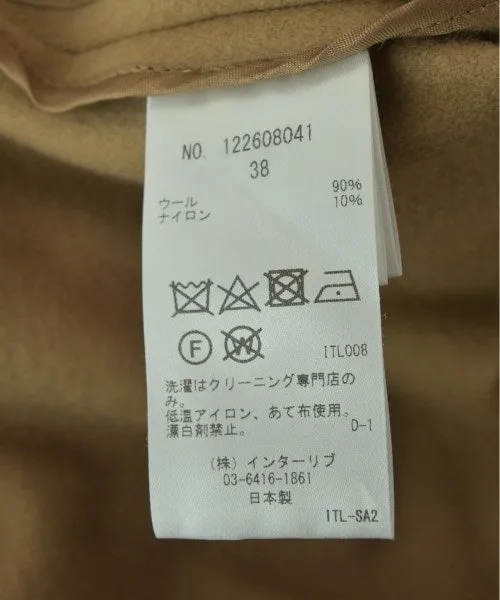 NO. 122608041
38
ウール 90%
ナイロン 10%
F W
ITL008
洗濯はクリーニング専門店の
み。
低温アイロン、あて布使用。
漂白剤禁止。 D-1
(株) インターリブ
03-6416-1861
日本製
ITL-SA2